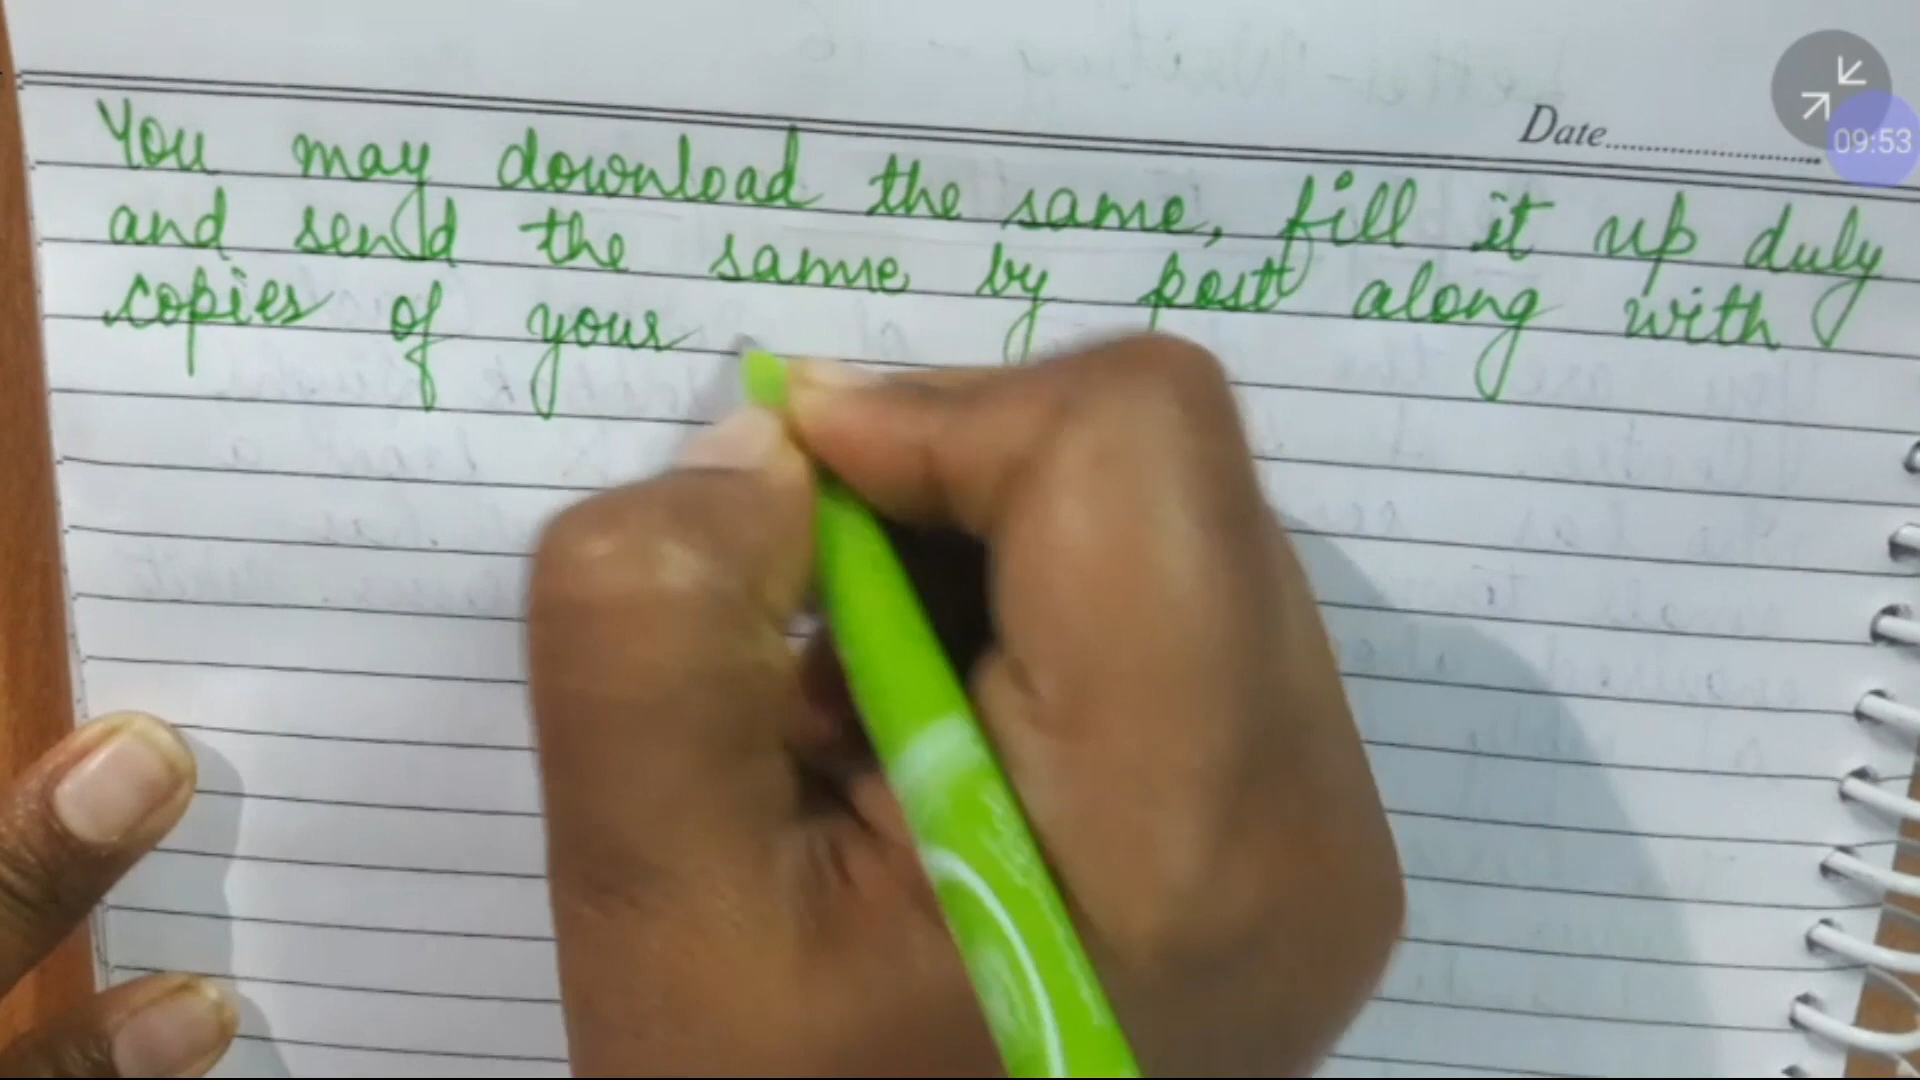 Date
09:53
You may download the same, fill it up duly
and send the same by post along with
copies of your